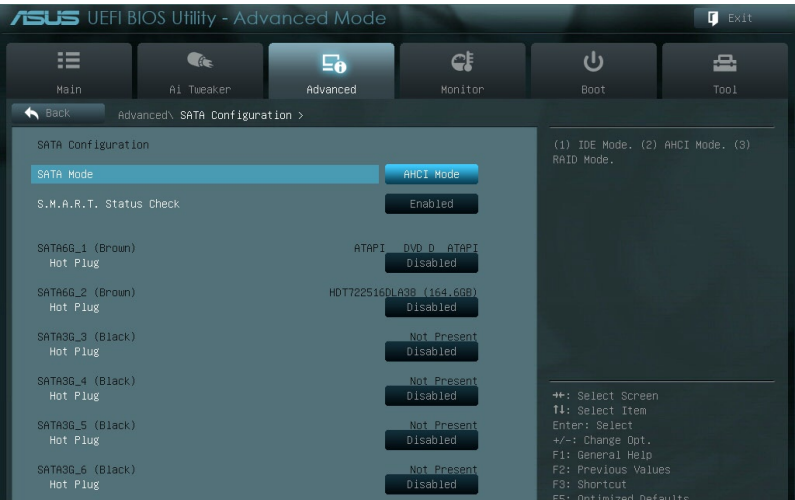 ASUS UEFI BIOS Utility - Advanced Mode
Exit
Main
Ai Tweaker
Advanced
Monitor
Boot
Tool
Back
Advanced\ SATA Configuration >
SATA Configuration
SATA Mode AHCI Mode
S.M.A.R.T. Status Check Enabled
SATA6G_1 (Brown) ATAPI DVD D ATAPI
Hot Plug Disabled
SATA6G_2 (Brown) HDT722516DLA38 (164.6GB)
Hot Plug Disabled
SATA3G_3 (Black) Not Present
Hot Plug Disabled
SATA3G_4 (Black) Not Present
Hot Plug Disabled
SATA3G_5 (Black) Not Present
Hot Plug Disabled
SATA3G_6 (Black) Not Present
Hot Plug Disabled
(1) IDE Mode. (2) AHCI Mode. (3)
RAID Mode.
→←: Select Screen
↑↓: Select Item
Enter: Select
+/-: Change Opt.
F1: General Help
F2: Previous Values
F3: Shortcut
F5: Optimized Defaults